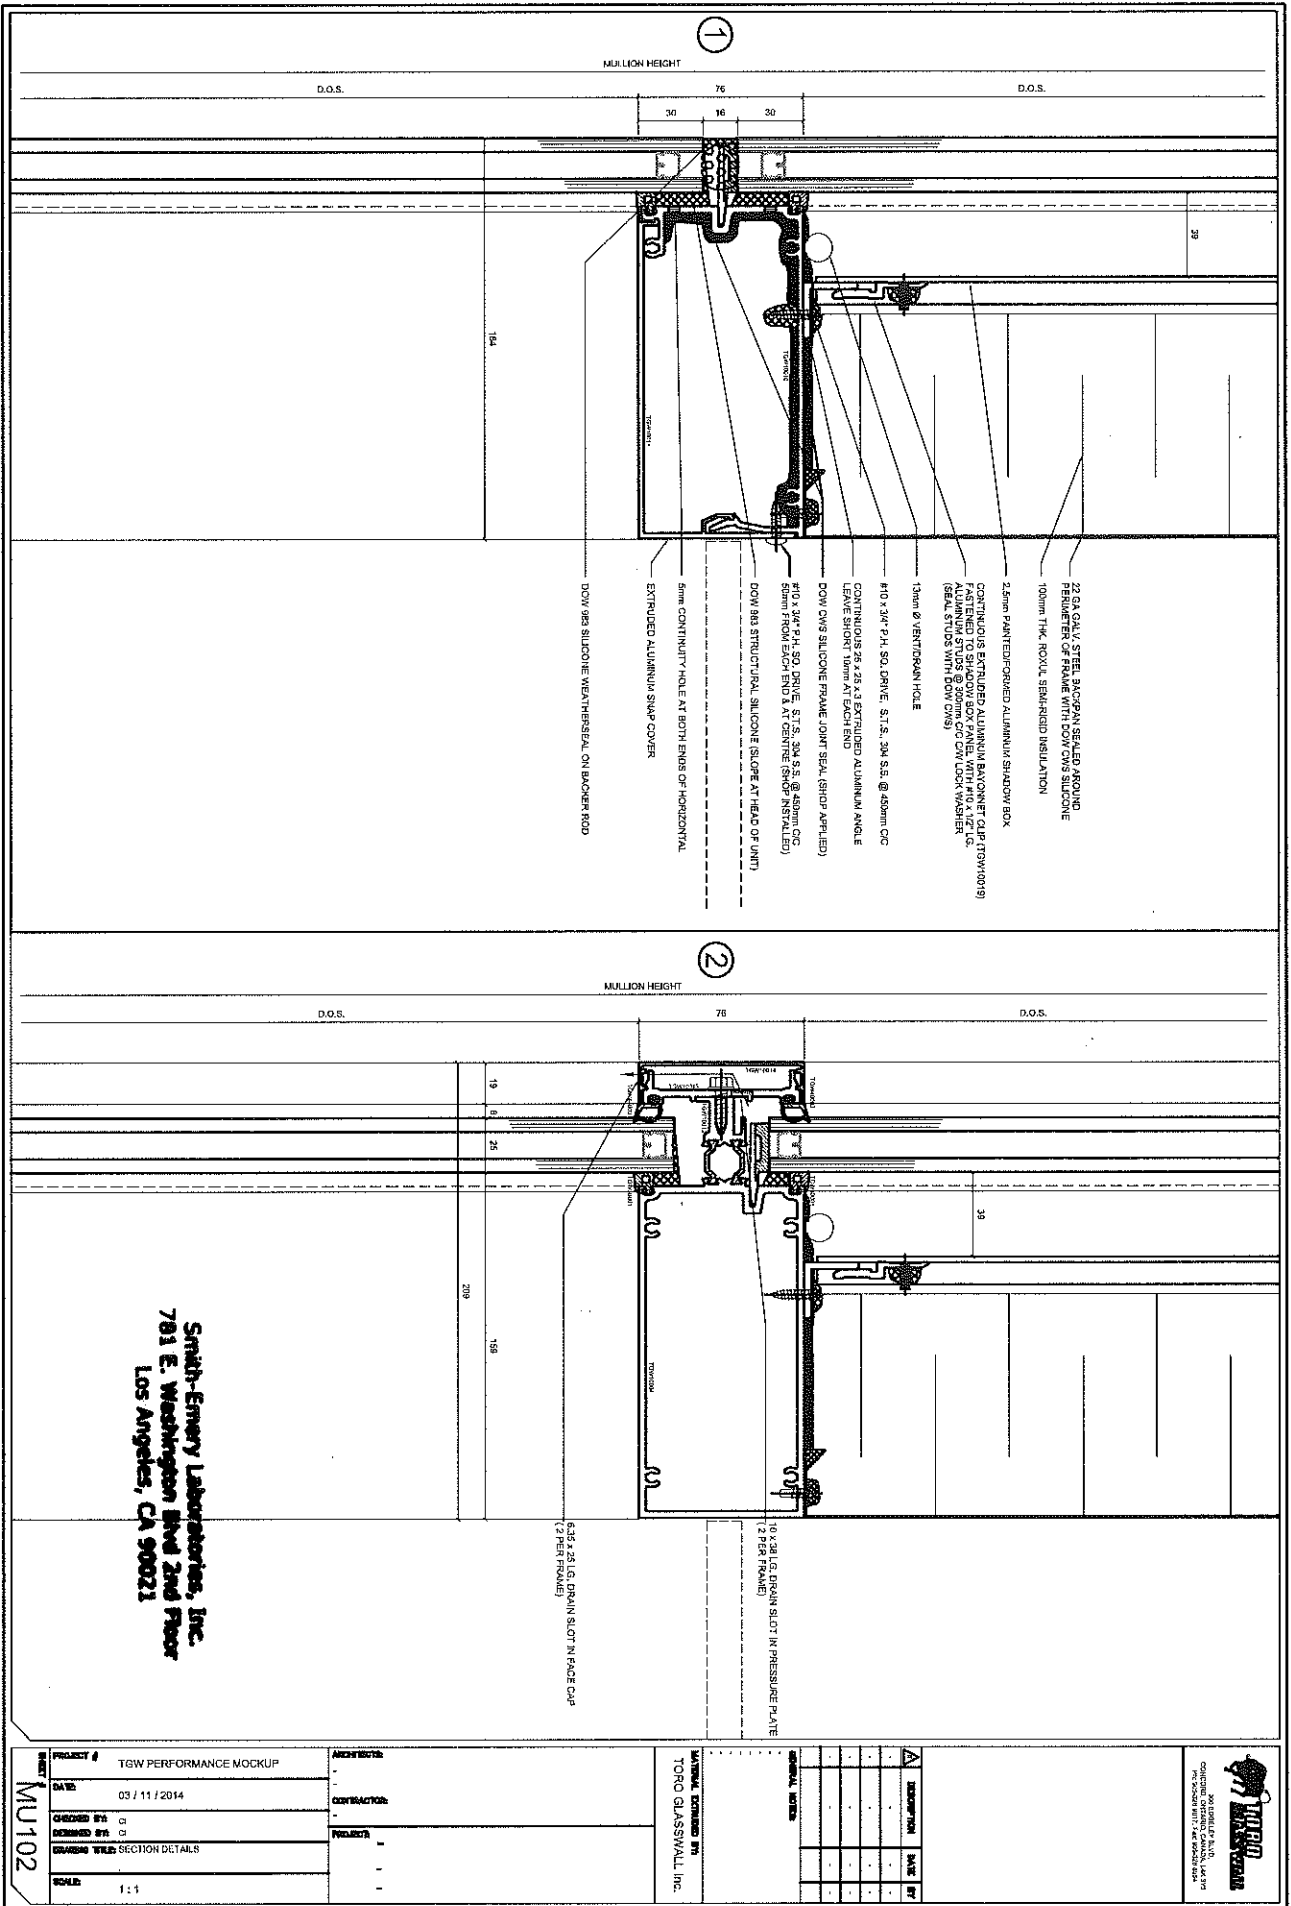 1
MULLION HEIGHT
D.O.S.
76
D.O.S.
30
16
30
39
184
22 GA GALV. STEEL BACKPAN SEALED AROUND
PERIMETER OF FRAME WITH DOW CWS SILICONE
100mm THK. ROXUL SEMI-RIGID INSULATION
2.5mm PAINTED/FORMED ALUMINUM SHADOW BOX
CONTINUOUS EXTRUDED ALUMINUM BAYONNET CLIP (TGW10019)
FASTENED TO SHADOW BOX PANEL WITH #10 x 1/2" LG.
ALUMINUM STUDS @ 300mm C/C C/W LOCK WASHER
(SEAL STUDS WITH DOW CWS)
13mm Ø VENT/DRAIN HOLE
#10 x 3/4" P.H. SQ. DRIVE, S.T.S., 304 S.S. @ 450mm C/C
CONTINUOUS 25 x 25 x 3 EXTRUDED ALUMINUM ANGLE
LEAVE SHORT 10mm AT EACH END
DOW CWS SILICONE FRAME JOINT SEAL (SHOP APPLIED)
#10 x 3/4" P.H. SQ. DRIVE, S.T.S., 304 S.S. @ 450mm C/C
50mm FROM EACH END & AT CENTRE (SHOP INSTALLED)
DOW 983 STRUCTURAL SILICONE (SLOPE AT HEAD OF UNIT)
5mm CONTINUITY HOLE AT BOTH ENDS OF HORIZONTAL
EXTRUDED ALUMINUM SNAP COVER
DOW 983 SILICONE WEATHERSEAL ON BACKER ROD
2
MULLION HEIGHT
D.O.S.
76
D.O.S.
19
8
25
39
159
209
10 x 38 LG. DRAIN SLOT IN PRESSURE PLATE
(2 PER FRAME)
6.35 x 25 LG. DRAIN SLOT IN FACE CAP
(2 PER FRAME)
Smith-Emery Laboratories, Inc.
781 E. Washington Blvd 2nd Floor
Los Angeles, CA 90021
TORO
GLASSWALL
CONCORD, ONTARIO, CANADA,
DESCRIPTION DATE BY
GENERAL NOTES:
MATERIAL EXTRUDED BY:
TORO GLASSWALL Inc.
ARCHITECTS:
CONTRACTOR:
PROJECT:
PROJECT # TGW PERFORMANCE MOCKUP
DATE: 03 / 11 / 2014
CHECKED BY:
DESIGNED BY:
DRAWING TITLE: SECTION DETAILS
SCALE: 1 : 1
SHEET #
MU102